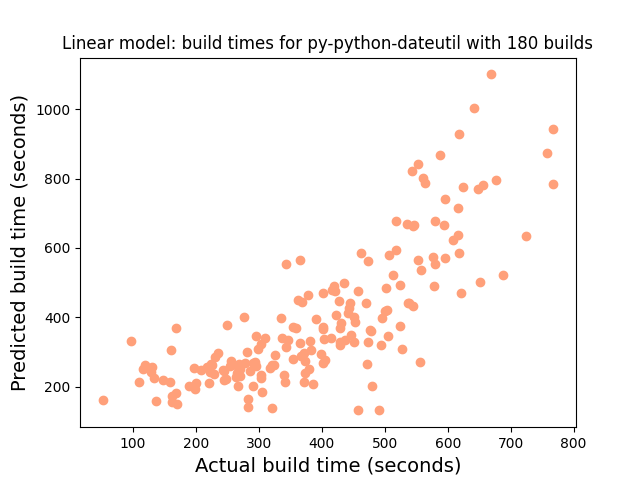 Linear model: build times for py-python-dateutil with 180 builds
1000
800
600
400
200
Predicted build time (seconds)
100 200 300 400 500 600 700 800
Actual build time (seconds)